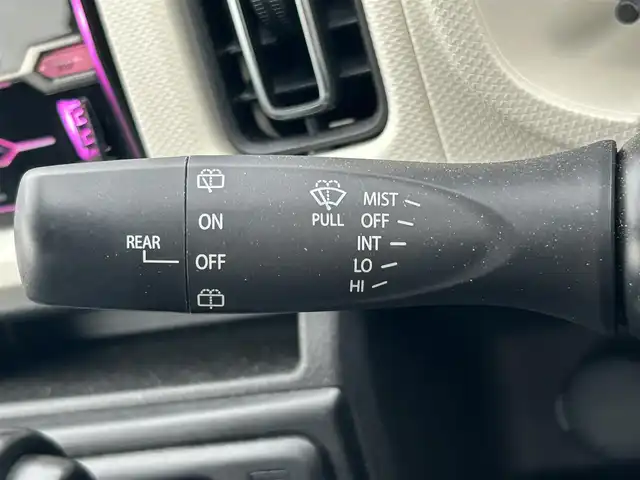 REAR
ON
OFF
PULL
MIST
OFF
INT
LO
HI